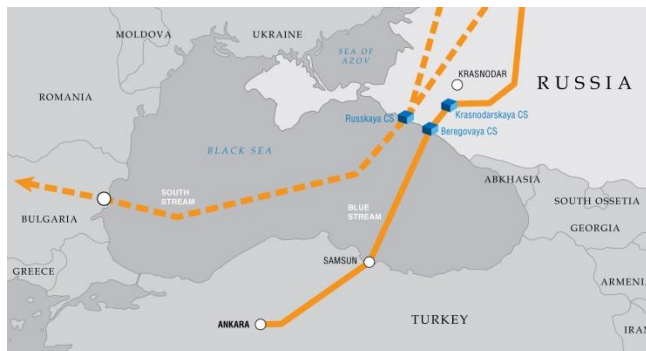 MOLDOVA
UKRAINE
SEA OF
AZOV
KRASNODAR
RUSSIA
ROMANIA
Russkaya CS
Krasnodarskaya CS
Beregovaya CS
BLACK SEA
ABKHASIA
SOUTH
STREAM
SOUTH OSSETIA
BLUE
STREAM
BULGARIA
GEORGIA
SAMSUN
GREECE
ARMENI
ANKARA
TURKEY
IRAN